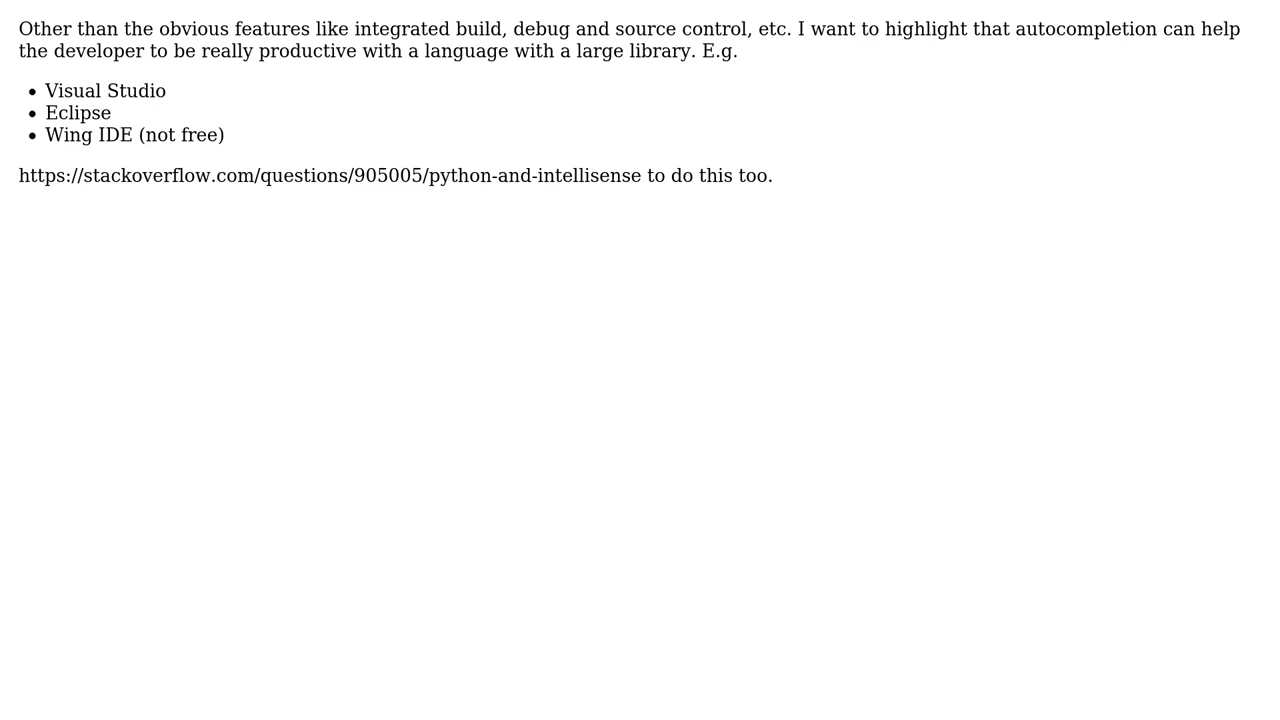 Other than the obvious features like integrated build, debug and source control, etc. I want to highlight that autocompletion can help
the developer to be really productive with a language with a large library. E.g.
• Visual Studio
• Eclipse
• Wing IDE (not free)
https://stackoverflow.com/questions/905005/python-and-intellisense to do this too.